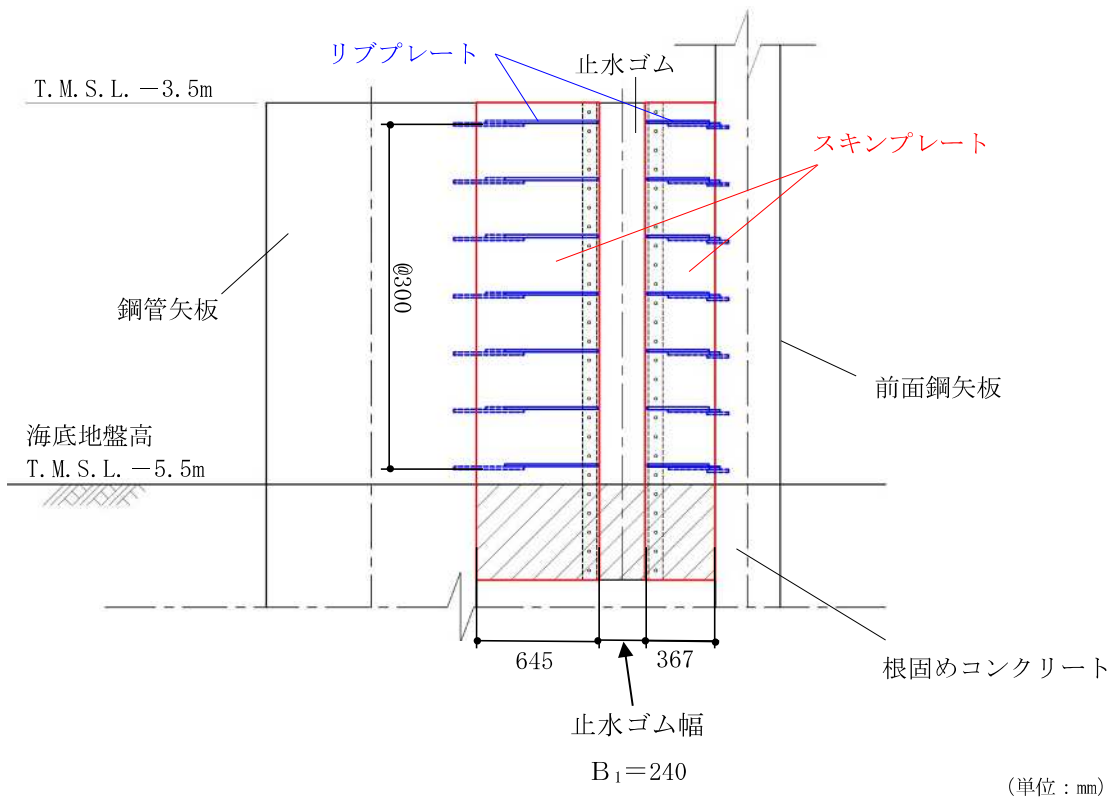 リブプレート
止水ゴム
T.M.S.L.－3.5m
スキンプレート
@300
鋼管矢板
前面鋼矢板
海底地盤高
T.M.S.L.－5.5m
645
367
根固めコンクリート
止水ゴム幅
B₁＝240
(単位：mm)